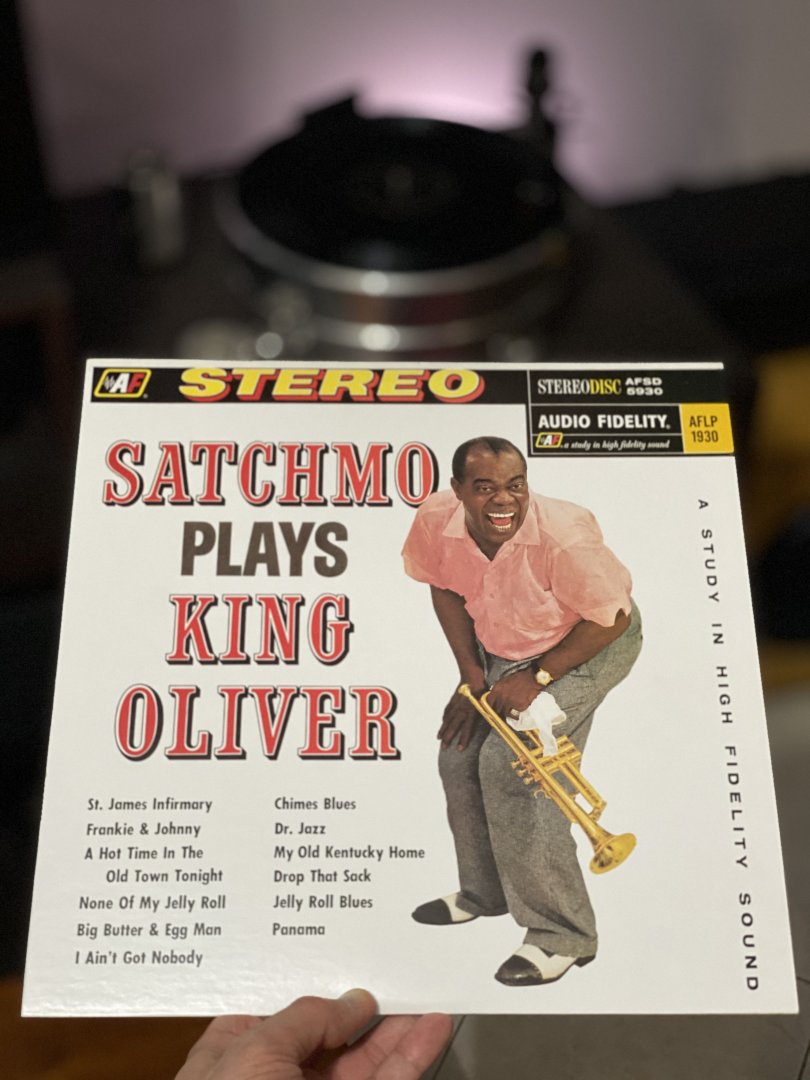 AF
STEREO
STEREODISC AFSD 5930
AUDIO FIDELITY®
AF ..a study in high fidelity sound
AFLP
1930
SATCHMO
PLAYS
KING
OLIVER
A STUDY IN HIGH FIDELITY SOUND
St. James Infirmary
Frankie & Johnny
A Hot Time In The
Old Town Tonight
None Of My Jelly Roll
Big Butter & Egg Man
I Ain't Got Nobody
Chimes Blues
Dr. Jazz
My Old Kentucky Home
Drop That Sack
Jelly Roll Blues
Panama